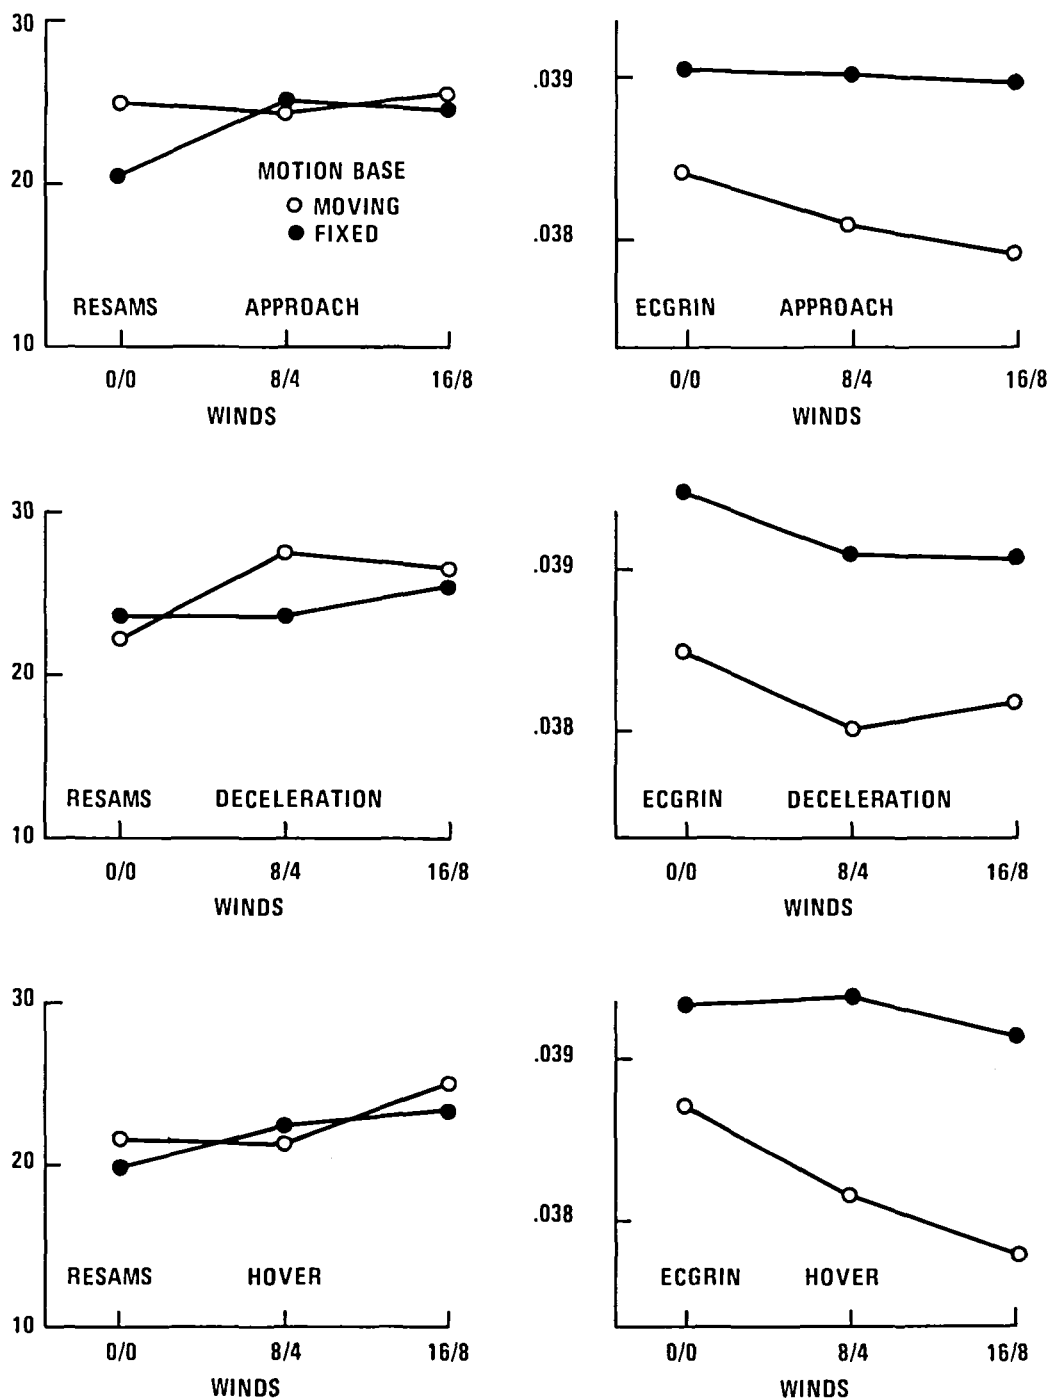 30
20
10
MOTION BASE
MOVING
FIXED
RESAMS APPROACH
0/0 8/4 16/8
WINDS
.039
.038
ECGRIN APPROACH
0/0 8/4 16/8
WINDS
30
20
10
RESAMS DECELERATION
0/0 8/4 16/8
WINDS
.039
.038
ECGRIN DECELERATION
0/0 8/4 16/8
WINDS
30
20
10
RESAMS HOVER
0/0 8/4 16/8
WINDS
.039
.038
ECGRIN HOVER
0/0 8/4 16/8
WINDS